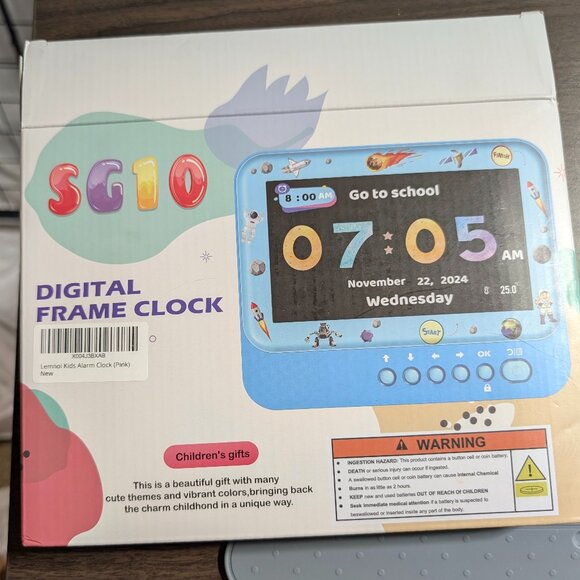 SG10
DIGITAL
FRAME CLOCK
X004J3BXAB
Lemnoi Kids Alarm Clock (Pink)
New
8:00 AM
Go to school
07:05 AM
November 22, 2024
Wednesday
25.0
START
OK
Children's gifts
This is a beautiful gift with many
cute themes and vibrant colors,bringing back
the charm childhond in a unique way.
WARNING
INGESTION HAZARD: This product contains a button cell or coin battery.
DEATH or serious injury can occur if ingested.
A swallowed button cell or coin battery can cause Internal Chemical
Burns in as little as 2 hours.
KEEP new and used batteries OUT OF REACH OF CHILDREN
Seek immediate medical attention if a battery is suspected to
beswallowed or inserted inside any part of the body.